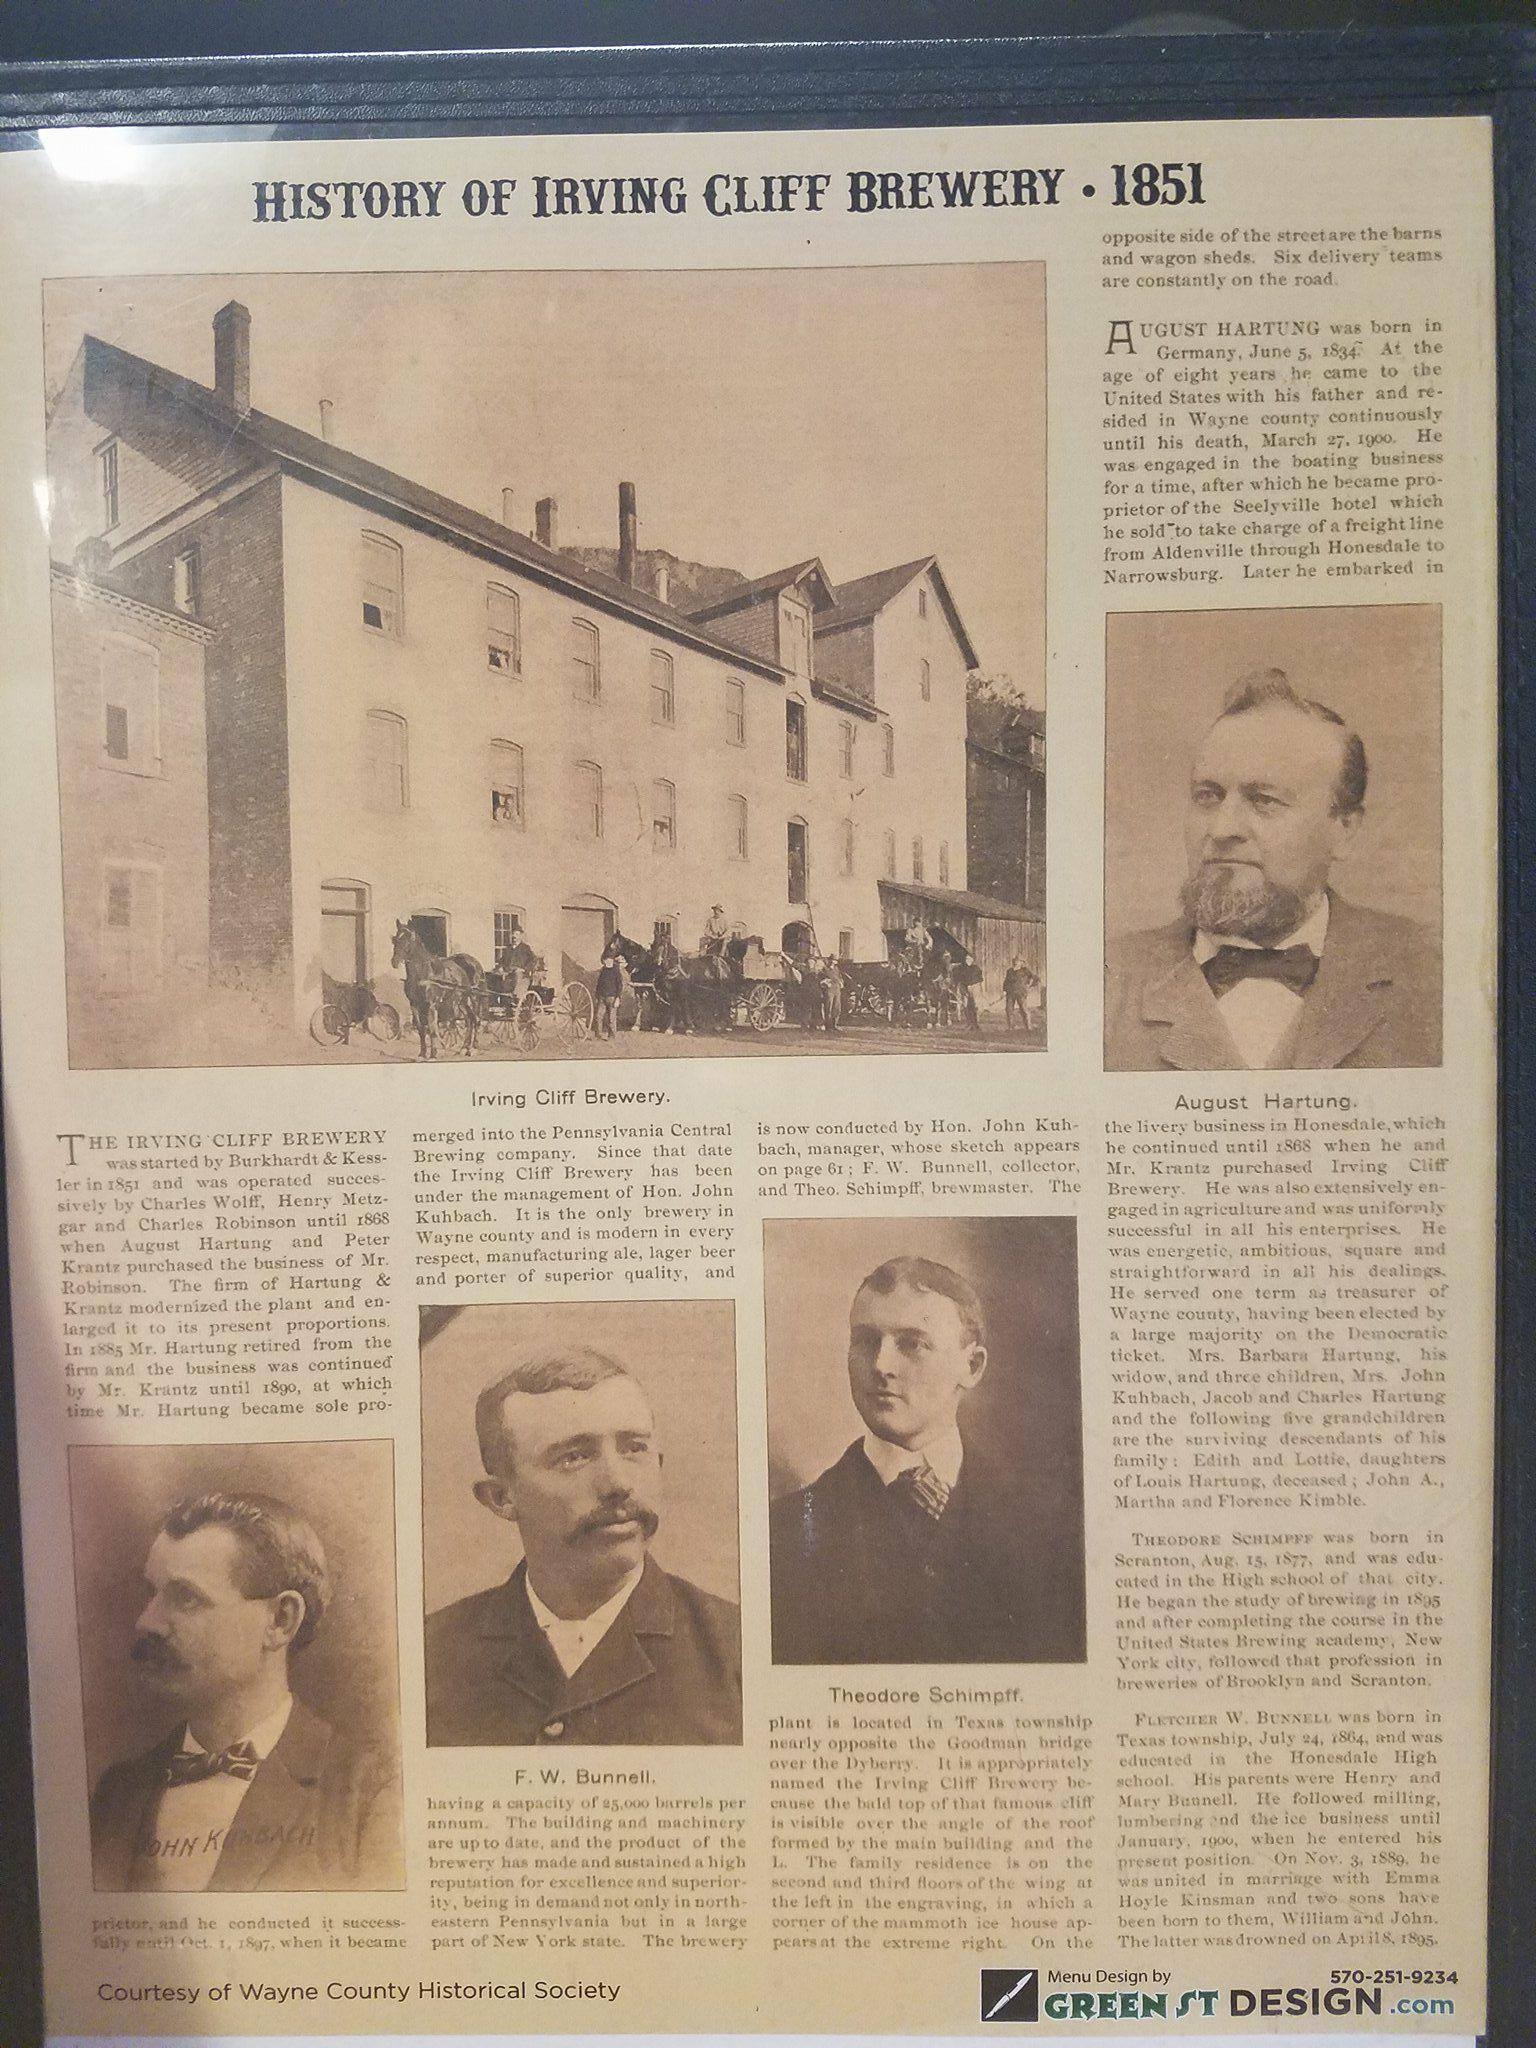 HISTORY OF IRVING CLIFF BREWERY • 1851
Irving Cliff Brewery.
THE IRVING CLIFF BREWERY
was started by Burkhardt & Kess-
ler in 1851 and was operated succes-
sively by Charles Wolff, Henry Metz-
gar and Charles Robinson until 1868
when August Hartung and Peter
Krantz purchased the business of Mr.
Robinson. The firm of Hartung &
Krantz modernized the plant and en-
larged it to its present proportions.
In 1885 Mr. Hartung retired from the
firm and the business was continued
by Mr. Krantz until 1890, at which
time Mr. Hartung became sole pro-
JOHN KUHBACH
prietor, and he conducted it success-
fully until Oct. 1, 1897, when it became
merged into the Pennsylvania Central
Brewing company. Since that date
the Irving Cliff Brewery has been
under the management of Hon. John
Kuhbach. It is the only brewery in
Wayne county and is modern in every
respect, manufacturing ale, lager beer
and porter of superior quality, and
F. W. Bunnell.
having a capacity of 25,000 barrels per
annum. The building and machinery
are up to date, and the product of the
brewery has made and sustained a high
reputation for excellence and superior-
ity, being in demand not only in north-
eastern Pennsylvania but in a large
part of New York state. The brewery
is now conducted by Hon. John Kuh-
bach, manager, whose sketch appears
on page 61; F. W. Bunnell, collector,
and Theo. Schimpff, brewmaster. The
Theodore Schimpff.
plant is located in Texas township
nearly opposite the Goodman bridge
over the Dyberry. It is appropriately
named the Irving Cliff Brewery be-
cause the bald top of that famous cliff
is visible over the angle of the roof
formed by the main building and the
L. The family residence is on the
second and third floors of the wing at
the left in the engraving, in which a
corner of the mammoth ice house ap-
pears at the extreme right. On the
opposite side of the street are the barns
and wagon sheds. Six delivery teams
are constantly on the road.
AUGUST HARTUNG was born in
Germany, June 5, 1834. At the
age of eight years he came to the
United States with his father and re-
sided in Wayne county continuously
until his death, March 27, 1900. He
was engaged in the boating business
for a time, after which he became pro-
prietor of the Seelyville hotel which
he sold to take charge of a freight line
from Aldenville through Honesdale to
Narrowsburg. Later he embarked in
August Hartung.
the livery business in Honesdale, which
he continued until 1868 when he and
Mr. Krantz purchased Irving Cliff
Brewery. He was also extensively en-
gaged in agriculture and was uniformly
successful in all his enterprises. He
was energetic, ambitious, square and
straightforward in all his dealings.
He served one term as treasurer of
Wayne county, having been elected by
a large majority on the Democratic
ticket. Mrs. Barbara Hartung, his
widow, and three children, Mrs. John
Kuhbach, Jacob and Charles Hartung
and the following five grandchildren
are the surviving descendants of his
family: Edith and Lottie, daughters
of Louis Hartung, deceased; John A.,
Martha and Florence Kimble.
THEODORE SCHIMPFF was born in
Scranton, Aug. 15, 1877, and was edu-
cated in the High school of that city.
He began the study of brewing in 1895
and after completing the course in the
United States Brewing academy, New
York city, followed that profession in
breweries of Brooklyn and Scranton.
FLETCHER W. BUNNELL was born in
Texas township, July 24, 1864, and was
educated in the Honesdale High
school. His parents were Henry and
Mary Bunnell. He followed milling,
lumbering and the ice business until
January, 1900, when he entered his
present position. On Nov. 3, 1889, he
was united in marriage with Emma
Hoyle Kinsman and two sons have
been born to them, William and John.
The latter was drowned on April 8, 1895.
Courtesy of Wayne County Historical Society
Menu Design by 570-251-9234
GREEN ST DESIGN.com